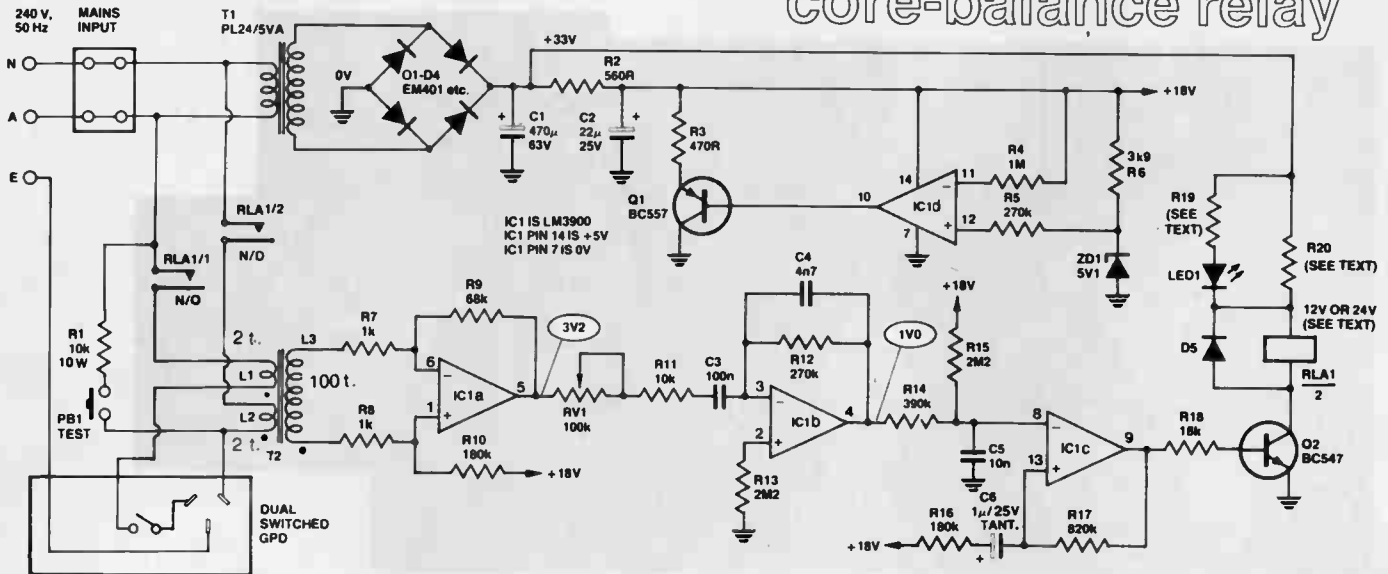 core-balance relay
240 V,
50 Hz
MAINS
INPUT
T1
PL24/5VA
N
A
E
0V
O1-D4
EM401 etc.
+33V
R2
560R
C1
470μ
63V
+
C2
22μ
25V
+
R3
470R
Q1
BC557
IC1 IS LM3900
IC1 PIN 14 IS +5V
IC1 PIN 7 IS 0V
10
14
7
IC1d
11
12
R4
1M
R5
270k
+18V
3k9
R6
ZD1
5V1
R19
(SEE
TEXT)
LED1
R20
(SEE TEXT)
12V OR 24V
(SEE TEXT)
D5
RLA1
2
RLA1/2
N/D
RLA1/1
N/O
R1
10k
10W
PB1
TEST
2 t.
L1
L2
2 t.
L3
100 t.
T2
R7
1k
R8
1k
R9
68k
6
1
IC1a
5
R10
180k
+18V
3V2
RV1
100k
R11
10k
C3
100n
C4
4n7
R12
270k
3
2
IC1b
4
R13
2M2
1V0
R14
390k
+18V
R15
2M2
C5
10n
8
13
IC1c
9
R16
180k
+18V
C6
1μ/25V
TANT.
+
R17
820k
R18
18k
O2
BC547
DUAL
SWITCHED
GPD